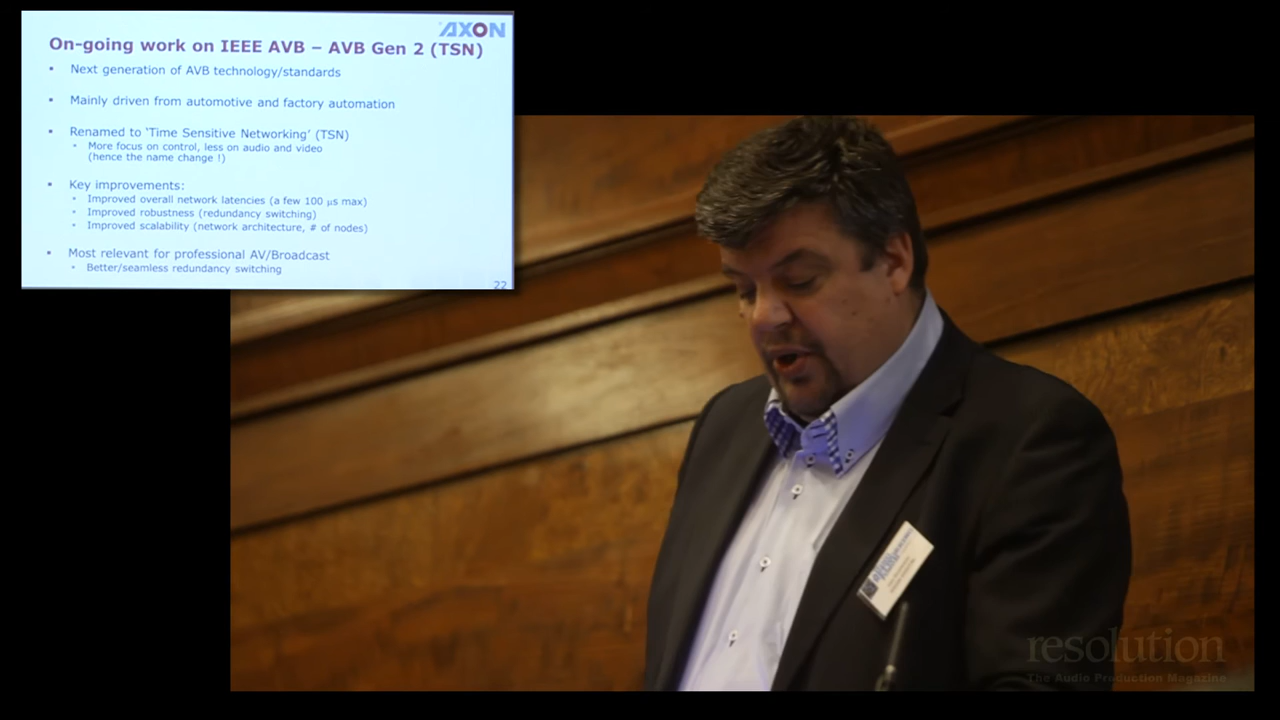 AXON
On-going work on IEEE AVB – AVB Gen 2 (TSN)
Next generation of AVB technology/standards
Mainly driven from automotive and factory automation
Renamed to ‘Time Sensitive Networking’ (TSN)
More focus on control, less on audio and video
(hence the name change !)
Key improvements:
Improved overall network latencies (a few 100 µs max)
Improved robustness (redundancy switching)
Improved scalability (network architecture, # of nodes)
Most relevant for professional AV/Broadcast
Better/seamless redundancy switching
22
resolution
The Audio Production Magazine